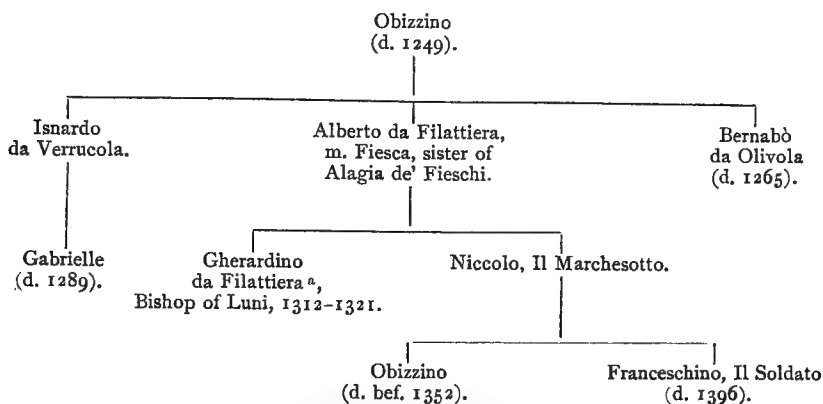 Obizzino
(d. 1249).
Isnardo
da Verrucola.
Alberto da Filattiera,
m. Fiesca, sister of
Alagia de' Fieschi.
Bernabò
da Olivola
(d. 1265).
Gabrielle
(d. 1289).
Gherardino
da Filattiera ᵃ,
Bishop of Luni, 1312–1321.
Niccolo, Il Marchesotto.
Obizzino
(d. bef. 1352).
Franceschino, Il Soldato
(d. 1396).